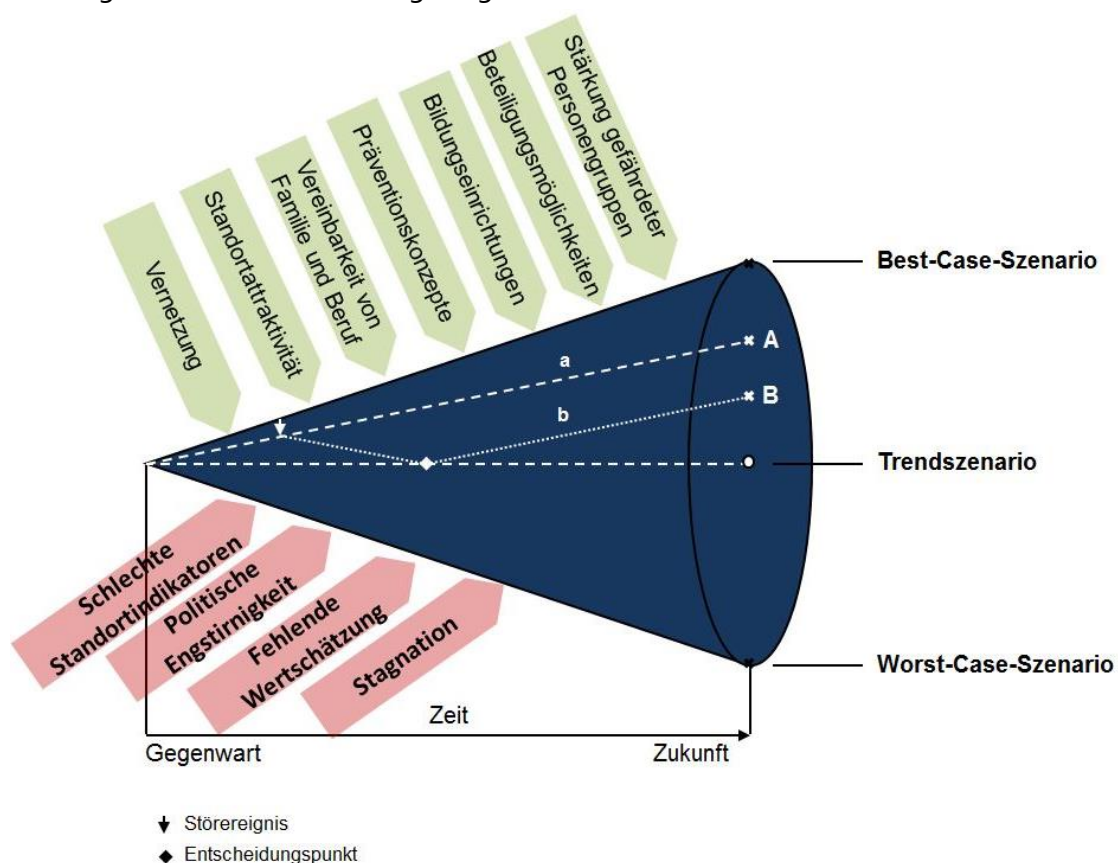 Vernetzung
Standortattraktivität
Vereinbarkeit von
Familie und Beruf
Präventionskonzepte
Bildungseinrichtungen
Beteiligungsmöglichkeiten
Stärkung gefährdeter
Personengruppen
Best-Case-Szenario
a
A
B
b
Trendszenario
Schlechte
Standortindikatoren
Politische
Engstirnigkeit
Fehlende
Wertschätzung
Stagnation
Worst-Case-Szenario
Zeit
Gegenwart
Zukunft
Störereignis
Entscheidungspunkt